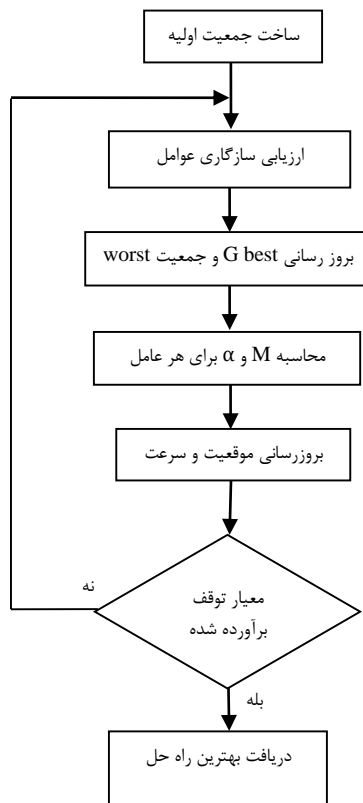 ساخت جمعیت اولیه
ارزیابی سازگاری عوامل
بروز رسانی G best و جمعیت worst
محاسبه M و α برای هر عامل
بروزرسانی موقعیت و سرعت
معیار توقف
برآورده شده
نه
بله
دریافت بهترین راه حل